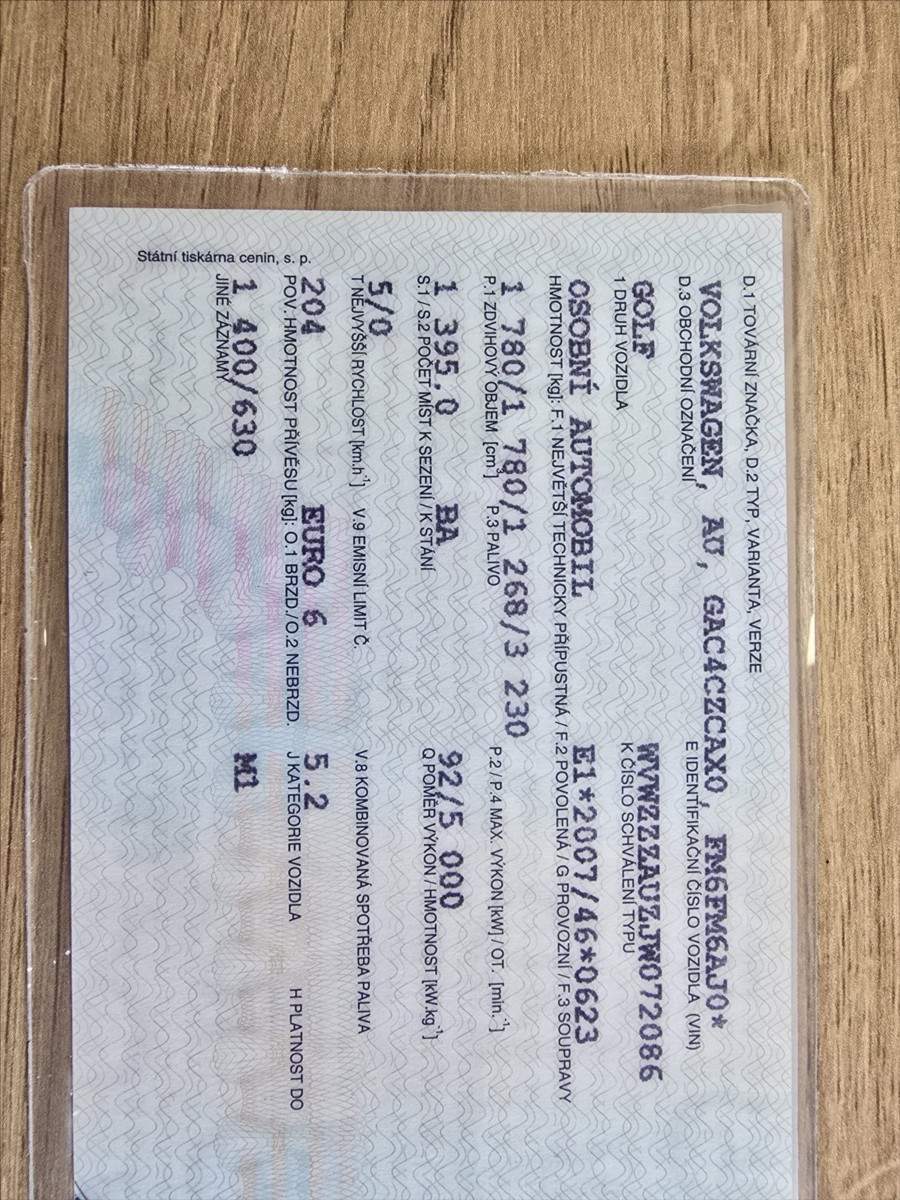 D.1 TOVÁRNÍ ZNAČKA, D.2 TYP, VARIANTA, VERZE
VOLKSWAGEN, AU, GAC4CZCAX0, FM6FM6AJ0*
D.3 OBCHODNÍ OZNAČENÍ E IDENTIFIKAČNÍ ČÍSLO VOZIDLA (VIN)
GOLF WVWZZZAUZJW072086
1 DRUH VOZIDLA K ČÍSLO SCHVÁLENÍ TYPU
OSOBNÍ AUTOMOBIL E1*2007/46*0623
HMOTNOST [kg]: F.1 NEJVĚTŠÍ TECHNICKY PŘÍPUSTNÁ / F.2 POVOLENÁ / G PROVOZNÍ / F.3 SOUPRAVY
1 780/1 780/1 268/3 230
P.1 ZDVIHOVÝ OBJEM [cm³] P.3 PALIVO P.2 / P.4 MAX. VÝKON [kW] / OT. [min.⁻¹]
1 395.0 BA 92/5 000
S.1 / S.2 POČET MÍST K SEZENÍ / K STÁNÍ Q POMĚR VÝKON / HMOTNOST [kW.kg⁻¹]
5/0
T NEJVYŠŠÍ RYCHLOST [km.h⁻¹] V.9 EMISNÍ LIMIT Č. V.8 KOMBINOVANÁ SPOTŘEBA PALIVA
204 EURO 6 5.2
POV. HMOTNOST PŘÍVĚSU [kg]: O.1 BRZD./O.2 NEBRZD. J KATEGORIE VOZIDLA H PLATNOST DO
1 400/630 M1
JINÉ ZÁZNAMY
Státní tiskárna cenin, s. p.